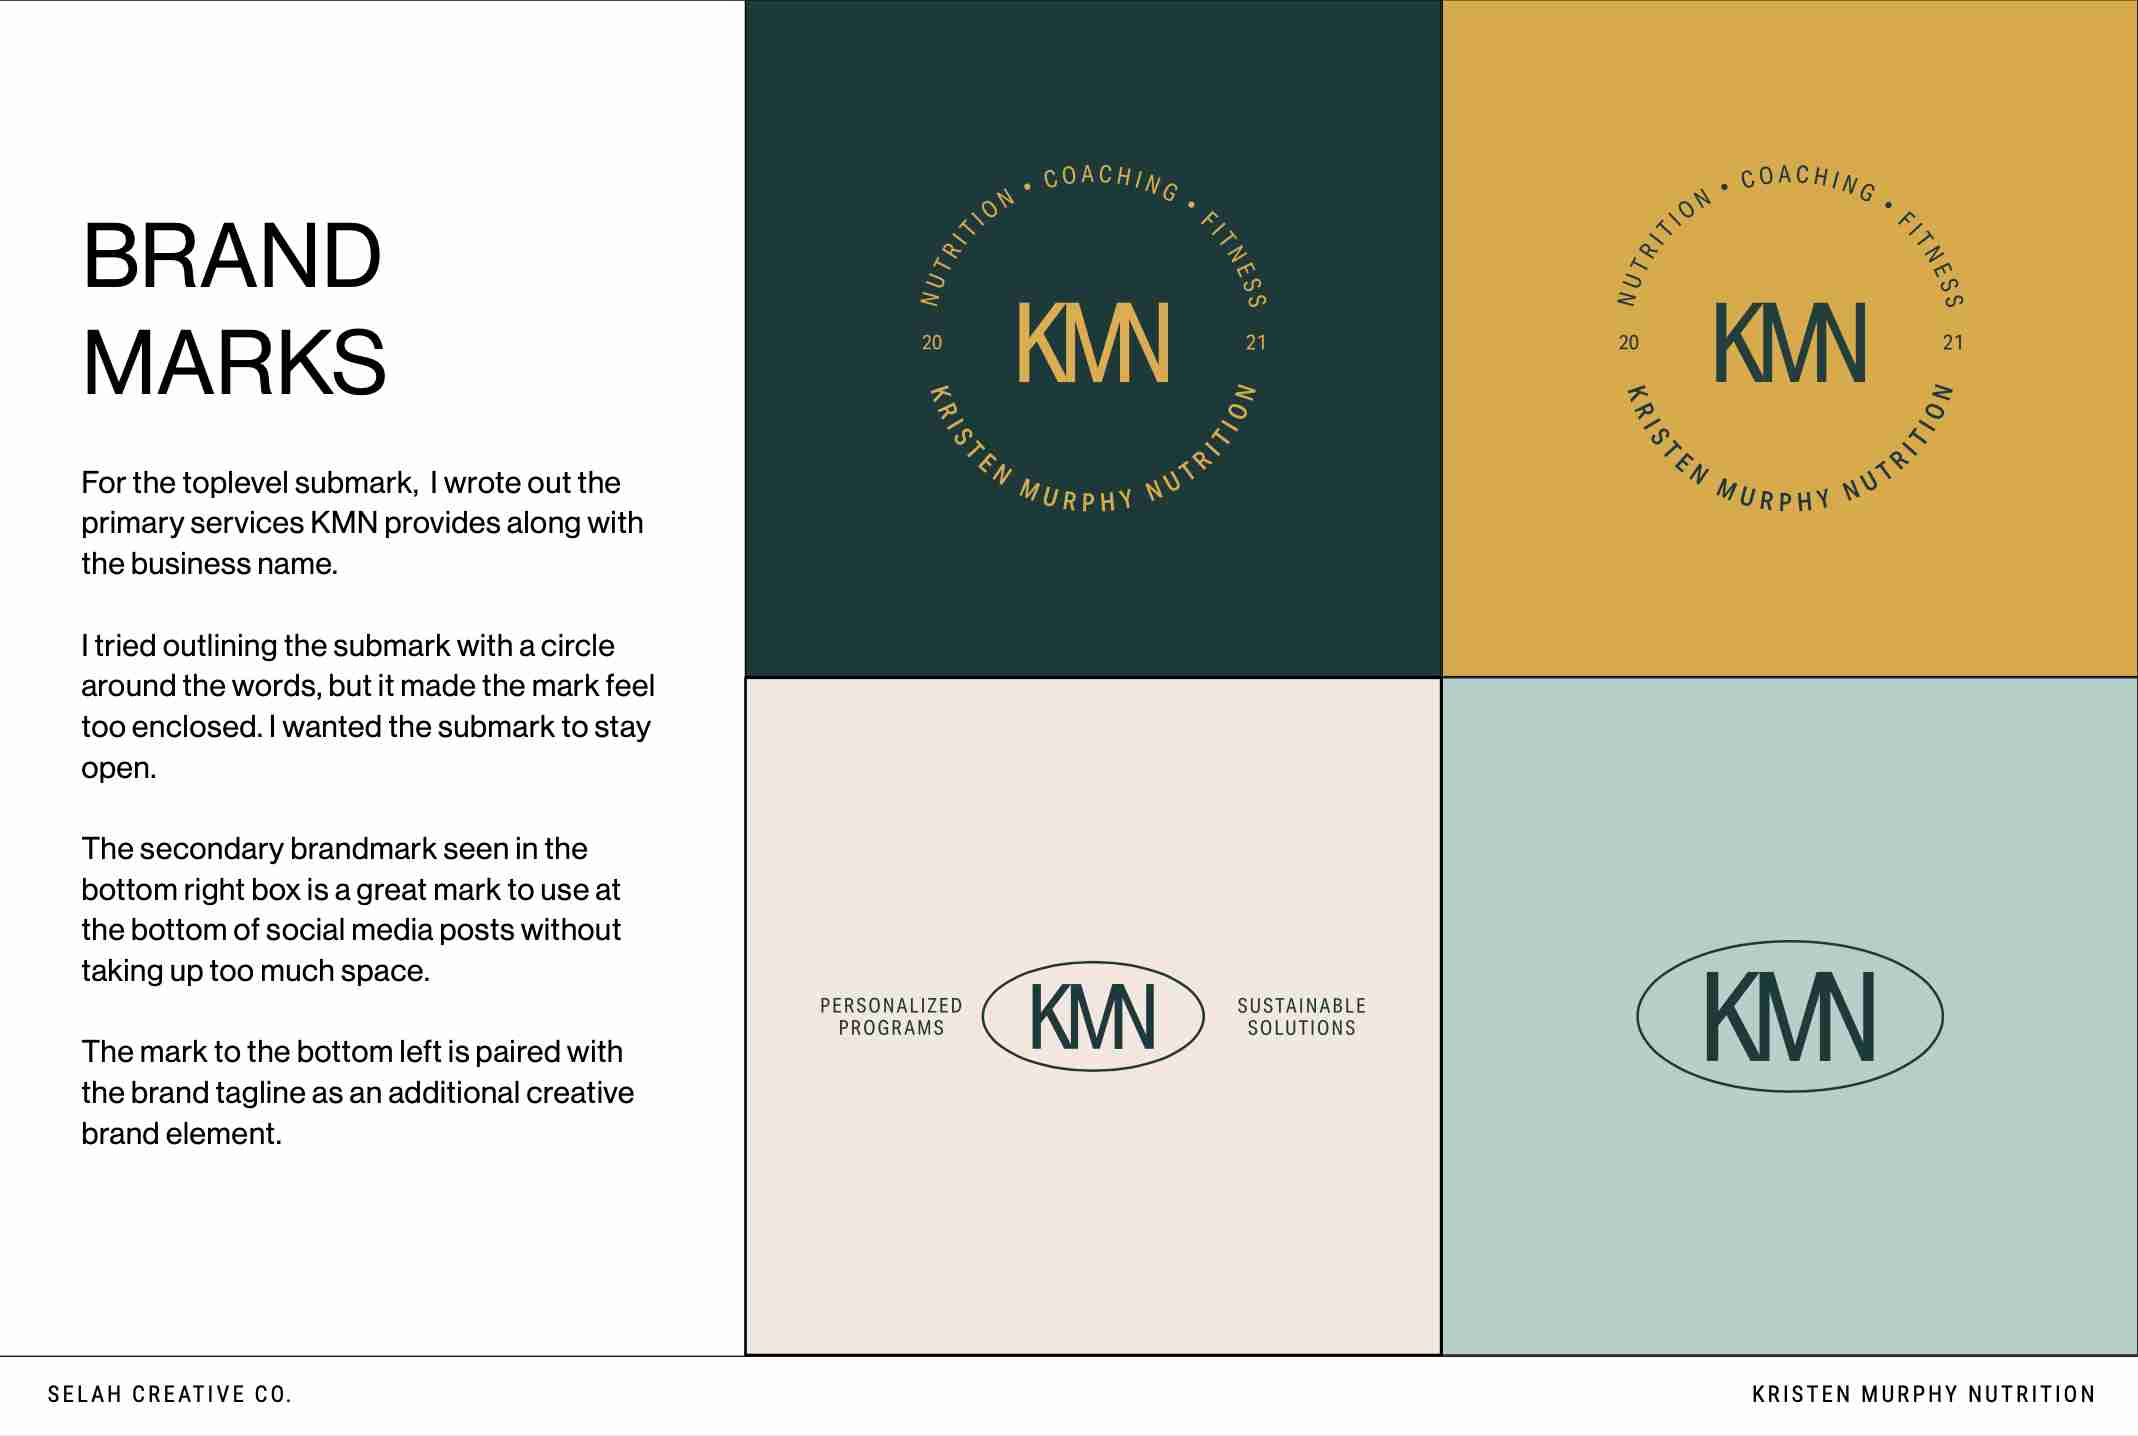 BRAND
MARKS
For the toplevel submark,  I wrote out the
primary services KMN provides along with
the business name.
I tried outlining the submark with a circle
around the words, but it made the mark feel
too enclosed. I wanted the submark to stay
open.
The secondary brandmark seen in the
bottom right box is a great mark to use at
the bottom of social media posts without
taking up too much space.
The mark to the bottom left is paired with
the brand tagline as an additional creative
brand element.
NUTRITION • COACHING • FITNESS
20 KMN 21
KRISTEN MURPHY NUTRITION
NUTRITION • COACHING • FITNESS
20 KMN 21
KRISTEN MURPHY NUTRITION
PERSONALIZED
PROGRAMS
KMN
SUSTAINABLE
SOLUTIONS
KMN
SELAH CREATIVE CO.
KRISTEN MURPHY NUTRITION